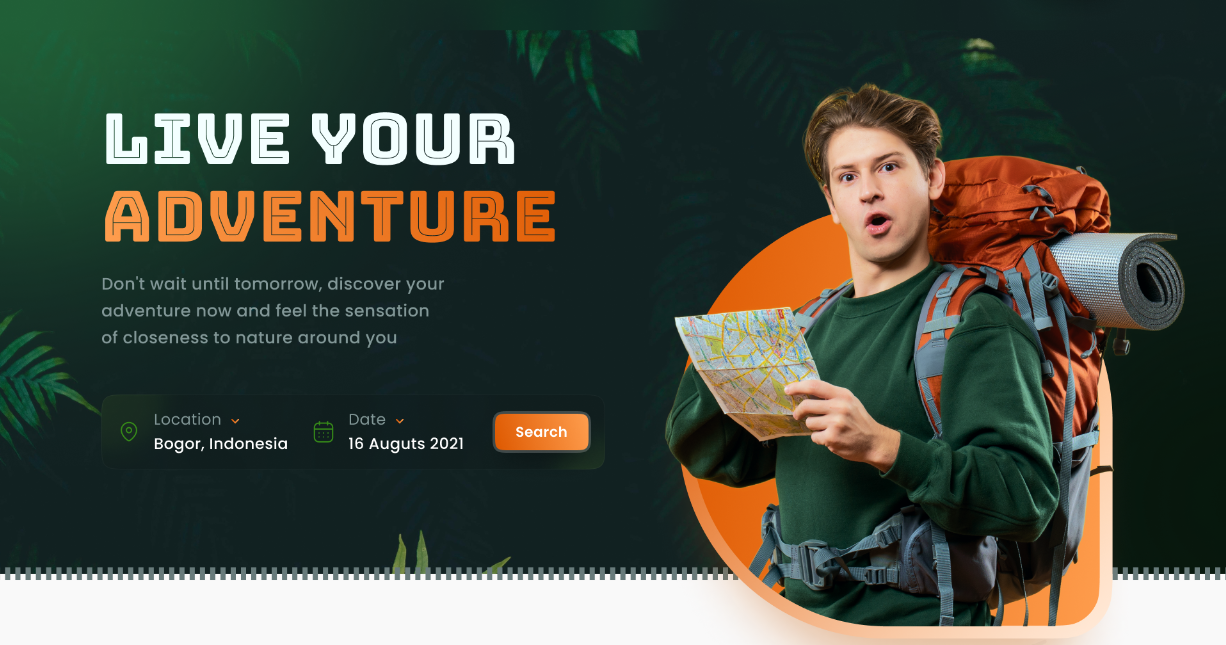 LIVE YOUR
ADVENTURE
Don't wait until tomorrow, discover your
adventure now and feel the sensation
of closeness to nature around you
Location
Bogor, Indonesia
Date
16 Auguts 2021
Search